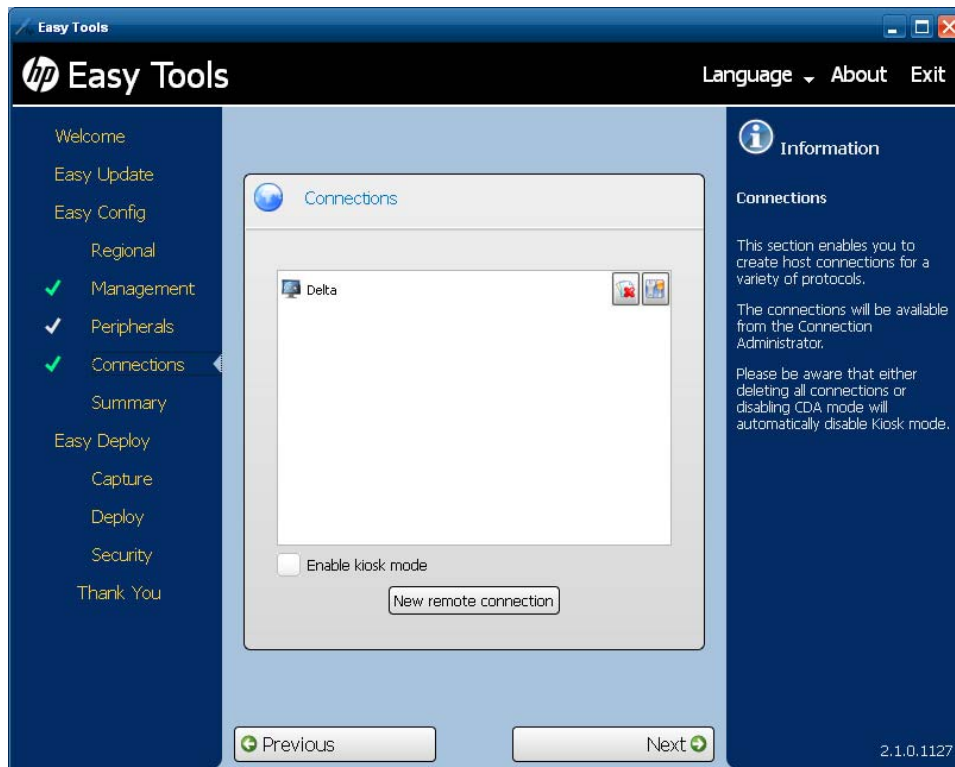 Easy Tools
hp Easy Tools
Language About Exit
Welcome
Easy Update
Easy Config
Regional
Management
Peripherals
Connections
Summary
Easy Deploy
Capture
Deploy
Security
Thank You
Connections
Delta
Enable kiosk mode
New remote connection
Previous
Next
Information
Connections
This section enables you to
create host connections for a
variety of protocols.
The connections will be available
from the Connection
Administrator.
Please be aware that either
deleting all connections or
disabling CDA mode will
automatically disable Kiosk mode.
2.1.0.1127